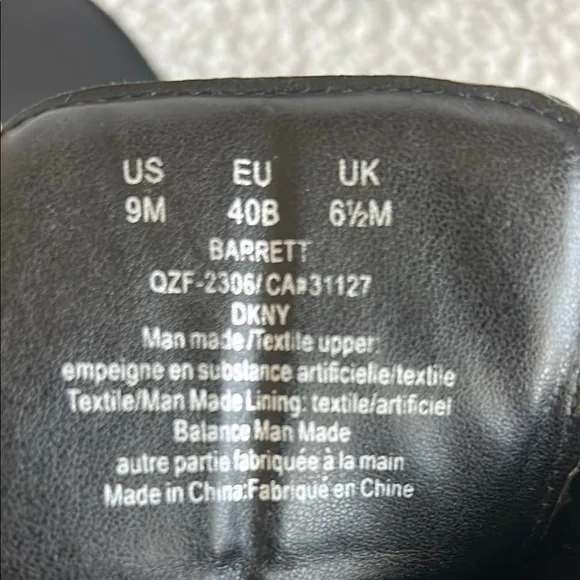 US EU UK
9M 40B 6½M
BARRETT
QZF-2306/CA#31127
DKNY
Man made/Textile upper:
empeigne en substance artificielle/textile
Textile/Man Made Lining: textile/artificiel
Balance Man Made
autre partie fabriquée à la main
Made in China:Fabriqué en Chine